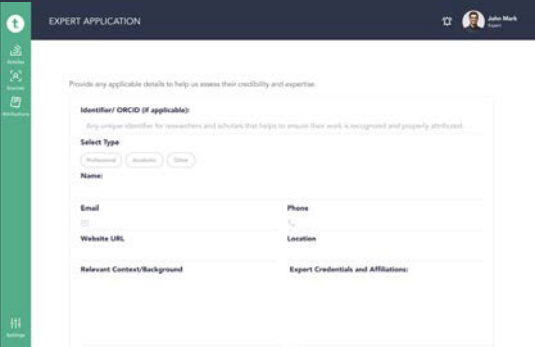 t
EXPERT APPLICATION
John Mark
Expert
Articles
Sources
Attributions
Provide any applicable details to help us assess their credibility and expertise.
Identifier/ ORCiD (if applicable):
Any unique identifier for researchers and scholars that helps to ensure their work is recognized and properly attributed.
Select Type
Professional Academic Other
Name:
Email Phone
Website URL Location
Relevant Context/Background Expert Credentials and Affiliations:
Settings